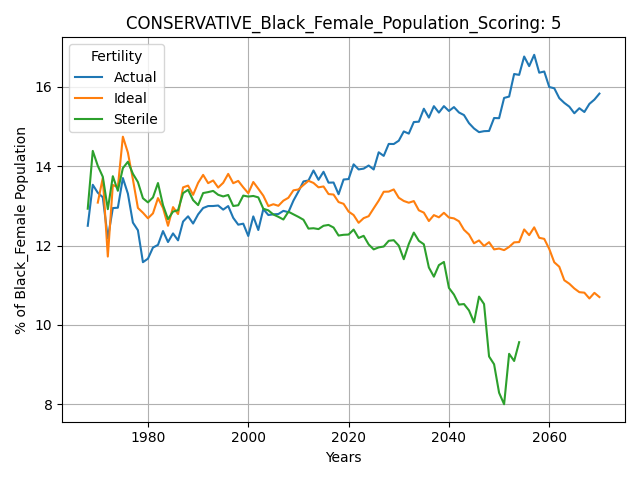 CONSERVATIVE_Black_Female_Population_Scoring: 5
Fertility
Actual
Ideal
Sterile
% of Black_Female Population
16
14
12
10
8
1980
2000
2020
2040
2060
Years